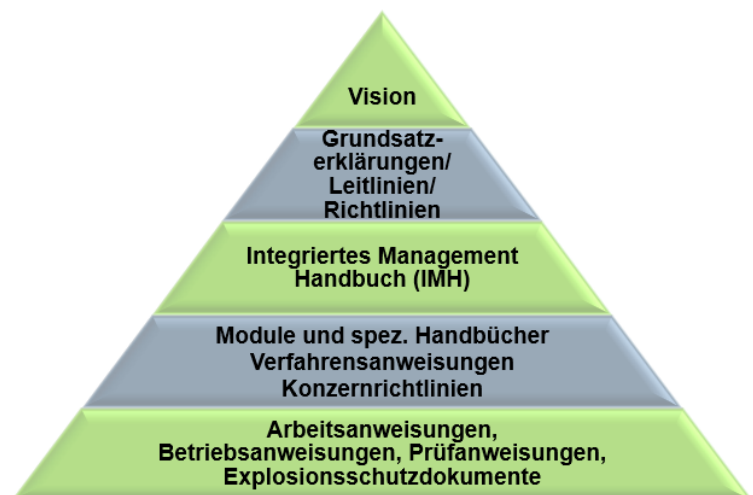 Vision
Grundsatz-
erklärungen/
Leitlinien/
Richtlinien
Integriertes Management
Handbuch (IMH)
Module und spez. Handbücher
Verfahrensanweisungen
Konzernrichtlinien
Arbeitsanweisungen,
Betriebsanweisungen, Prüfanweisungen,
Explosionsschutzdokumente